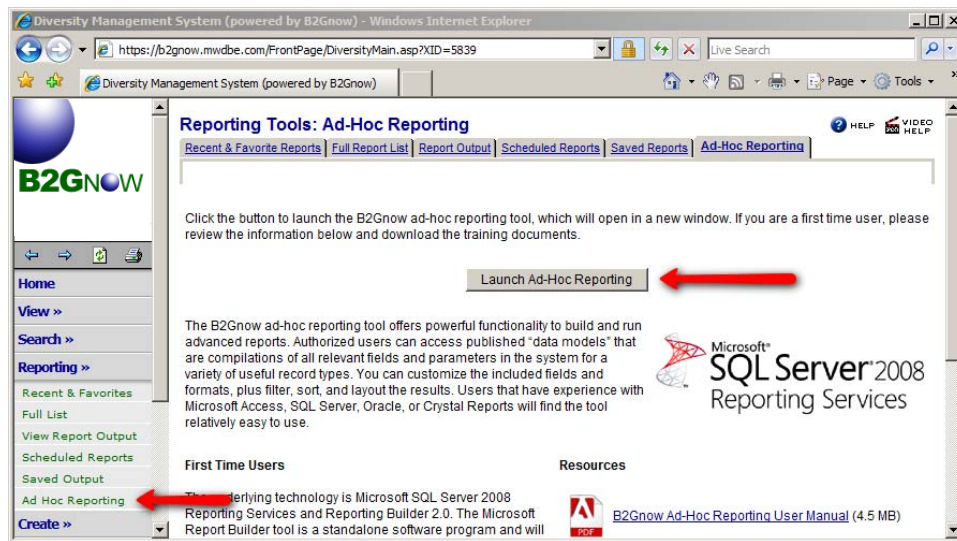 Diversity Management System (powered by B2Gnow) - Windows Internet Explorer
https://b2gnow.mwdbe.com/FrontPage/DiversityMain.asp?XID=5839
Live Search
Diversity Management System (powered by B2Gnow)
Page
Tools
B2GNOW
Home
View »
Search »
Reporting »
Recent & Favorites
Full List
View Report Output
Scheduled Reports
Saved Output
Ad Hoc Reporting
Create »
Reporting Tools: Ad-Hoc Reporting
HELP
VIDEO HELP
Recent & Favorite Reports Full Report List Report Output Scheduled Reports Saved Reports Ad-Hoc Reporting
Click the button to launch the B2Gnow ad-hoc reporting tool, which will open in a new window. If you are a first time user, please
review the information below and download the training documents.
Launch Ad-Hoc Reporting
The B2Gnow ad-hoc reporting tool offers powerful functionality to build and run
advanced reports. Authorized users can access published "data models" that
are compilations of all relevant fields and parameters in the system for a
variety of useful record types. You can customize the included fields and
formats, plus filter, sort, and layout the results. Users that have experience with
Microsoft Access, SQL Server, Oracle, or Crystal Reports will find the tool
relatively easy to use.
Microsoft®
SQL Server®2008
Reporting Services
First Time Users
The underlying technology is Microsoft SQL Server 2008
Reporting Services and Reporting Builder 2.0. The Microsoft
Report Builder tool is a standalone software program and will
Resources
PDF
B2Gnow Ad-Hoc Reporting User Manual (4.5 MB)